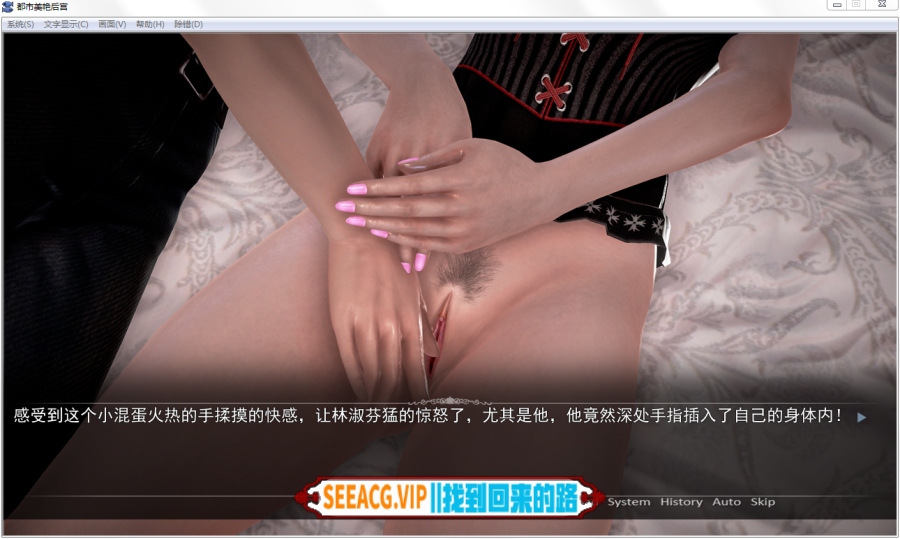 都市美艳后宫
系统(S) 文字显示(C) 画面(V) 帮助(H) 除错(D)
感受到这个小混蛋火热的手揉摸的快感，让林淑芬猛的惊怒了，尤其是他，他竟然深处手指插入了自己的身体内！
SEEACG.VIP||找到回来的路
System History Auto Skip